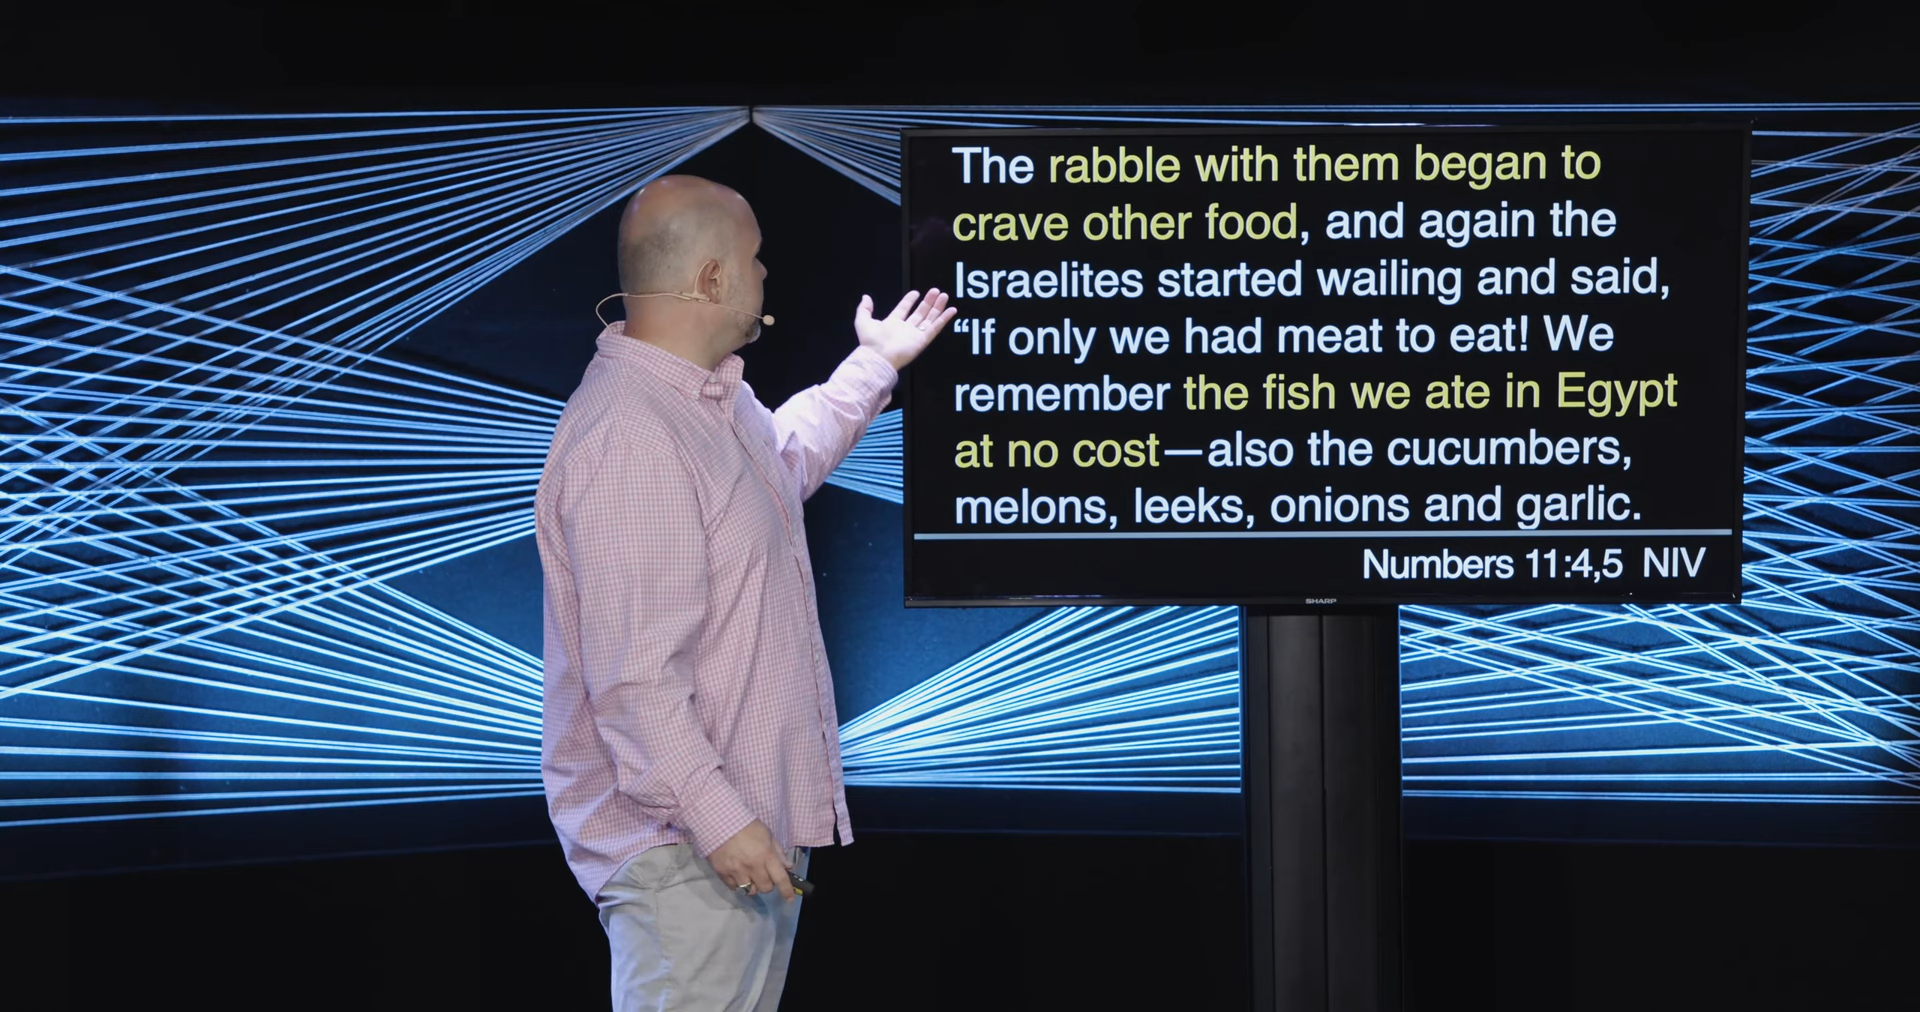 The rabble with them began to
crave other food, and again the
Israelites started wailing and said,
“If only we had meat to eat! We
remember the fish we ate in Egypt
at no cost—also the cucumbers,
melons, leeks, onions and garlic.
Numbers 11:4,5 NIV
SHARP